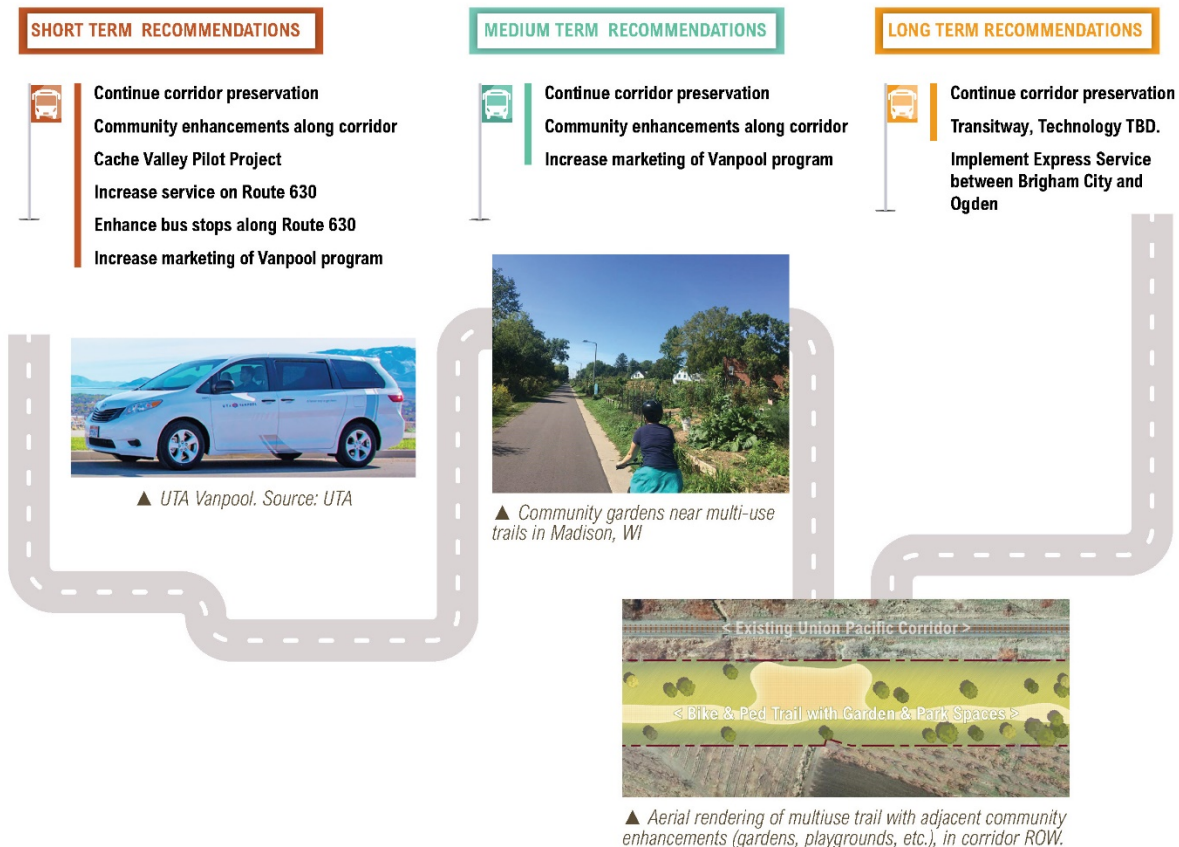 SHORT TERM RECOMMENDATIONS
Continue corridor preservation
Community enhancements along corridor
Cache Valley Pilot Project
Increase service on Route 630
Enhance bus stops along Route 630
Increase marketing of Vanpool program
▲ UTA Vanpool. Source: UTA
MEDIUM TERM RECOMMENDATIONS
Continue corridor preservation
Community enhancements along corridor
Increase marketing of Vanpool program
▲ Community gardens near multi-use
trails in Madison, WI
LONG TERM RECOMMENDATIONS
Continue corridor preservation
Transitway, Technology TBD.
Implement Express Service
between Brigham City and
Ogden
< Existing Union Pacific Corridor >
< Bike & Ped Trail with Garden & Park Spaces >
▲ Aerial rendering of multiuse trail with adjacent community
enhancements (gardens, playgrounds, etc.), in corridor ROW.